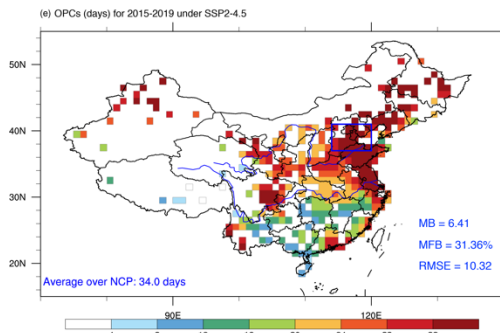 (e) OPCs (days) for 2015-2019 under SSP2-4.5
50N
40N
30N
20N
MB = 6.41
MFB = 31.36%
RMSE = 10.32
Average over NCP: 34.0 days
90E
120E